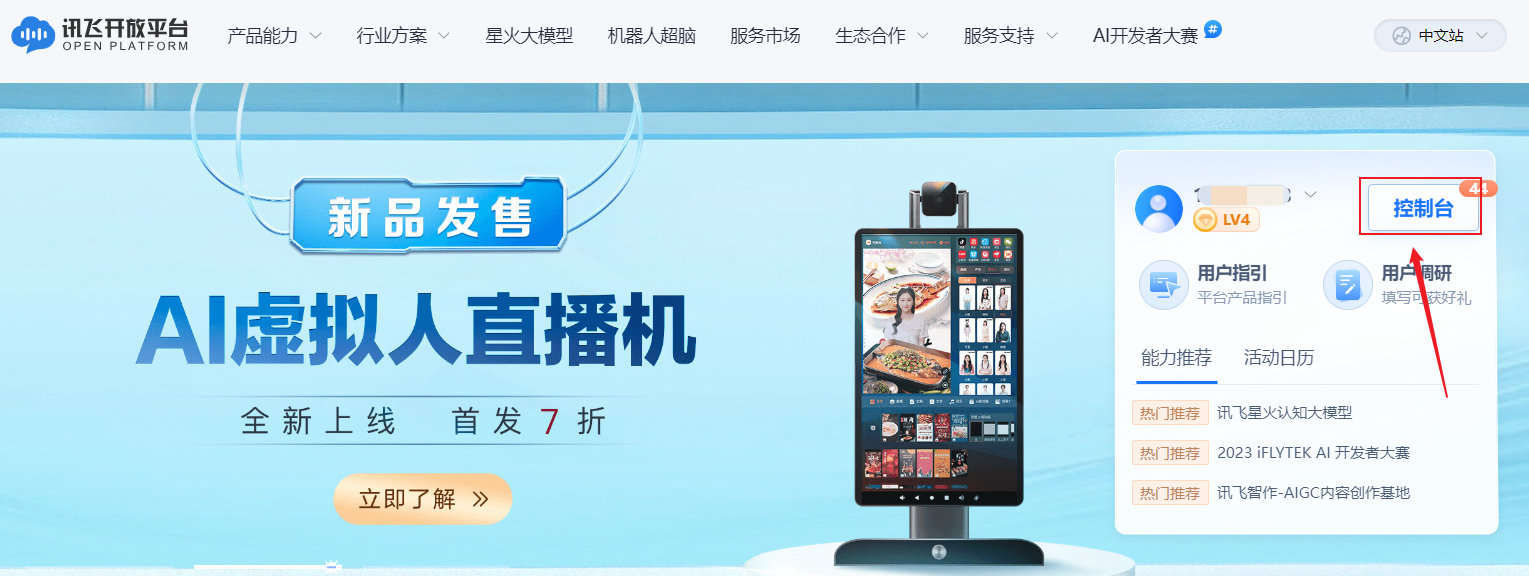 讯飞开放平台
OPEN PLATFORM
产品能力
行业方案
星火大模型
机器人超脑
服务市场
生态合作
服务支持
AI开发者大赛
#
中文站
新品发售
AI虚拟人直播机
全新上线 首发7折
立即了解
44
控制台
LV4
用户指引
平台产品指引
用户调研
填写可获好礼
能力推荐
活动日历
热门推荐 讯飞星火认知大模型
热门推荐 2023 iFLYTEK AI 开发者大赛
热门推荐 讯飞智作-AIGC内容创作基地